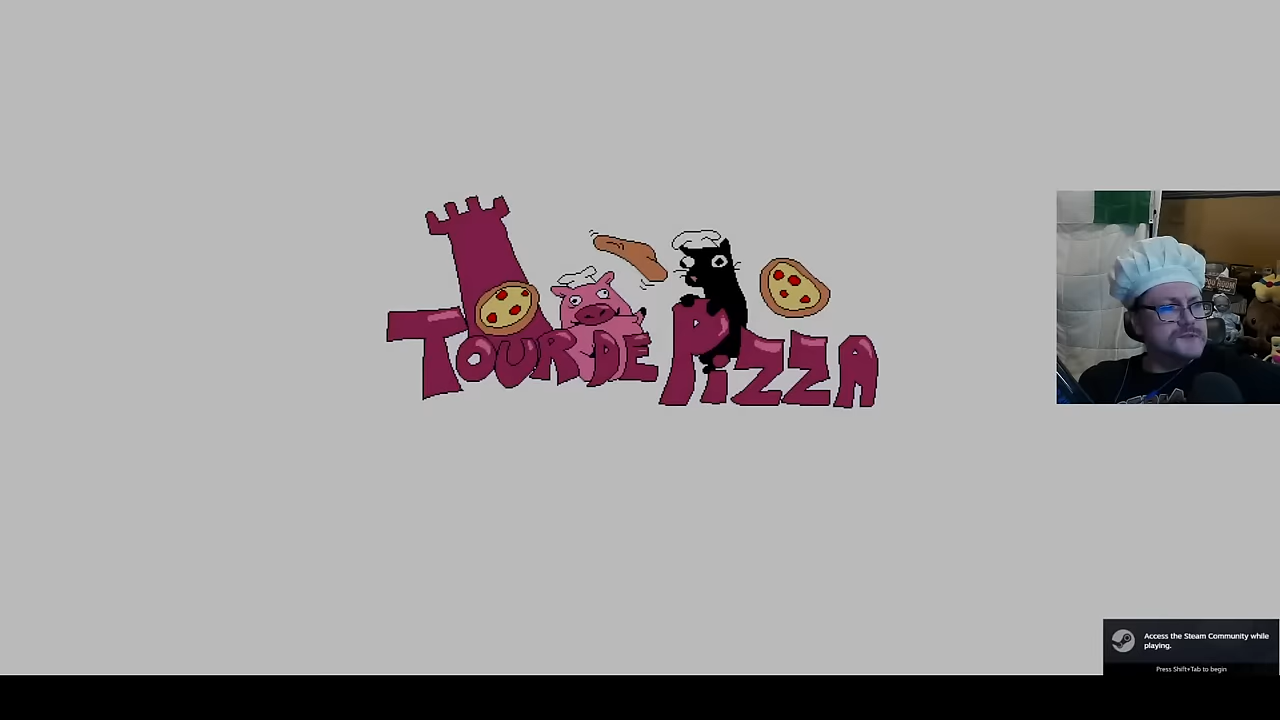 TOUR DE PIZZA
Access the Steam Community while
playing.
Press Shift+Tab to begin